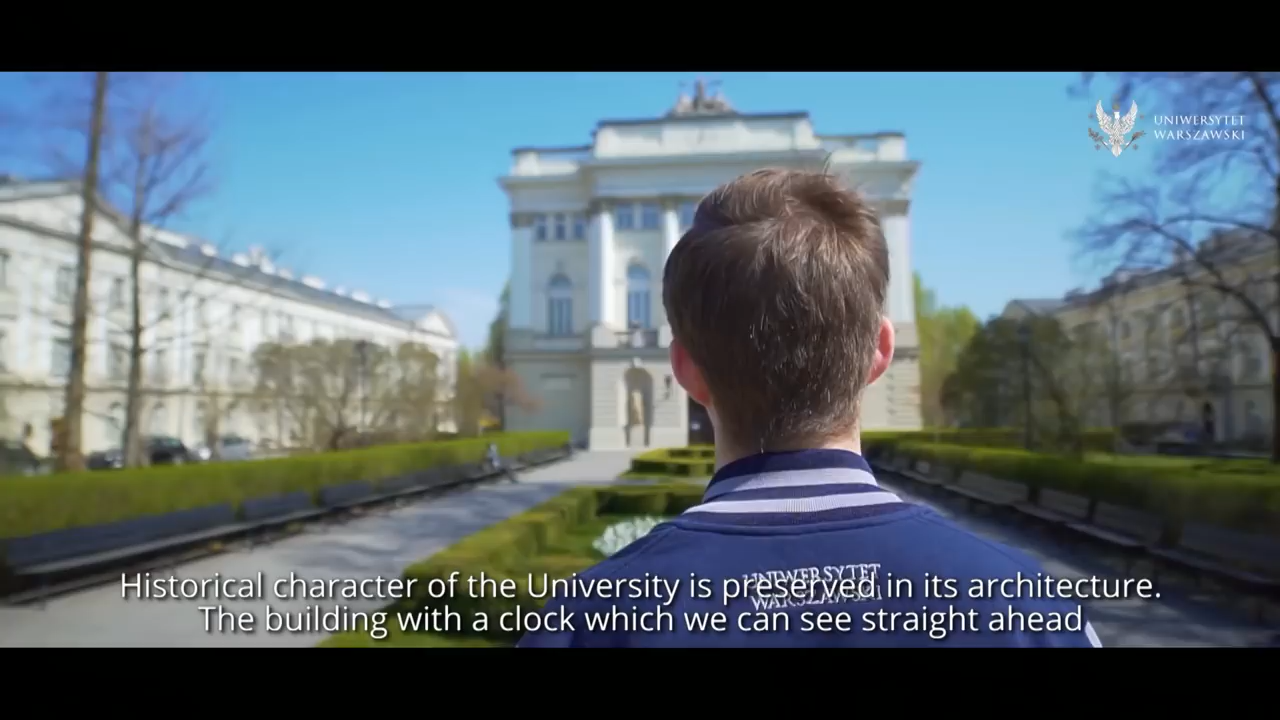 UNIWERSYTET
WARSZAWSKI
UNIWERSYTET
WARSZAWSKI
Historical character of the University is preserved in its architecture.
The building with a clock which we can see straight ahead